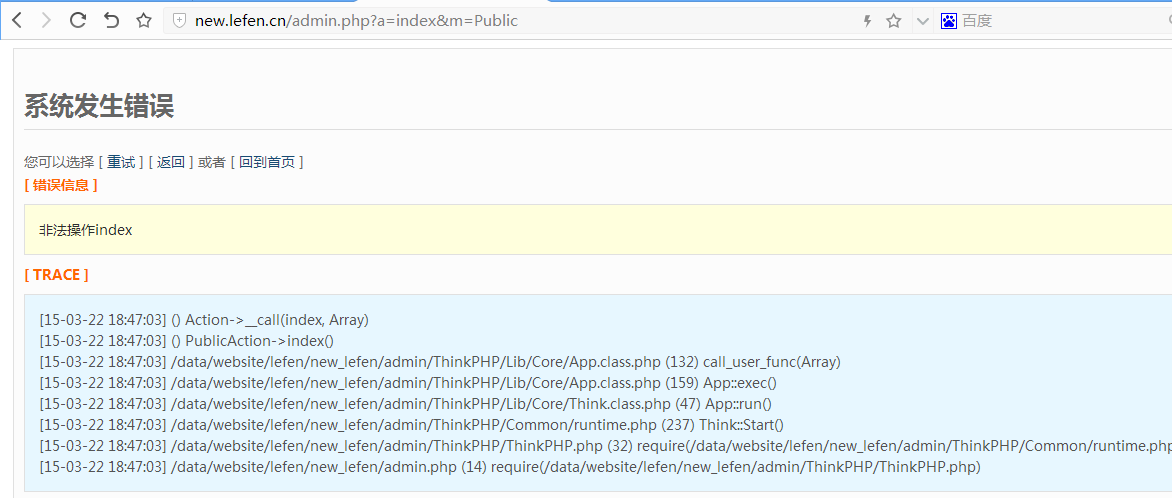 new.lefen.cn/admin.php?a=index&m=Public 百度
系统发生错误
您可以选择 [ 重试 ] [ 返回 ] 或者 [ 回到首页 ]
[ 错误信息 ]
非法操作index
[ TRACE ]
[15-03-22 18:47:03] () Action->__call(index, Array)
[15-03-22 18:47:03] () PublicAction->index()
[15-03-22 18:47:03] /data/website/lefen/new_lefen/admin/ThinkPHP/Lib/Core/App.class.php (132) call_user_func(Array)
[15-03-22 18:47:03] /data/website/lefen/new_lefen/admin/ThinkPHP/Lib/Core/App.class.php (159) App::exec()
[15-03-22 18:47:03] /data/website/lefen/new_lefen/admin/ThinkPHP/Lib/Core/Think.class.php (47) App::run()
[15-03-22 18:47:03] /data/website/lefen/new_lefen/admin/ThinkPHP/Common/runtime.php (237) Think::Start()
[15-03-22 18:47:03] /data/website/lefen/new_lefen/admin/ThinkPHP/ThinkPHP.php (32) require(/data/website/lefen/new_lefen/admin/ThinkPHP/Common/runtime.php
[15-03-22 18:47:03] /data/website/lefen/new_lefen/admin.php (14) require(/data/website/lefen/new_lefen/admin/ThinkPHP/ThinkPHP.php)